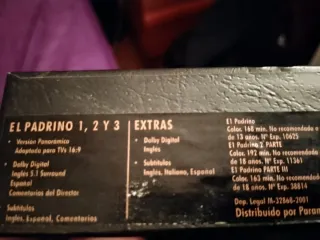 EL PADRINO 1, 2 Y 3
• Versión Panorámica
Adaptada para TVs 16:9
• Dolby Digital
Inglés 5.1 Surround
Español
Comentarios del Director
Subtítulos
Inglés, Español, Comentarios
EXTRAS
• Dolby Digital
Inglés
• Subtítulos
Inglés, Italiano, Español
El Padrino
Color. 168 min. No recomendada a
de 13 años. Nº Exp. 10625
El Padrino PARTE
Color. 192 min. No recomendada
de 18 años. Nº Exp. 11361
El Padrino PARTE III
Color. 163 min. No recomendada
de 18 años. Nº Exp. 38814
Dep. Legal M-32868-2001
Distribuido por Param